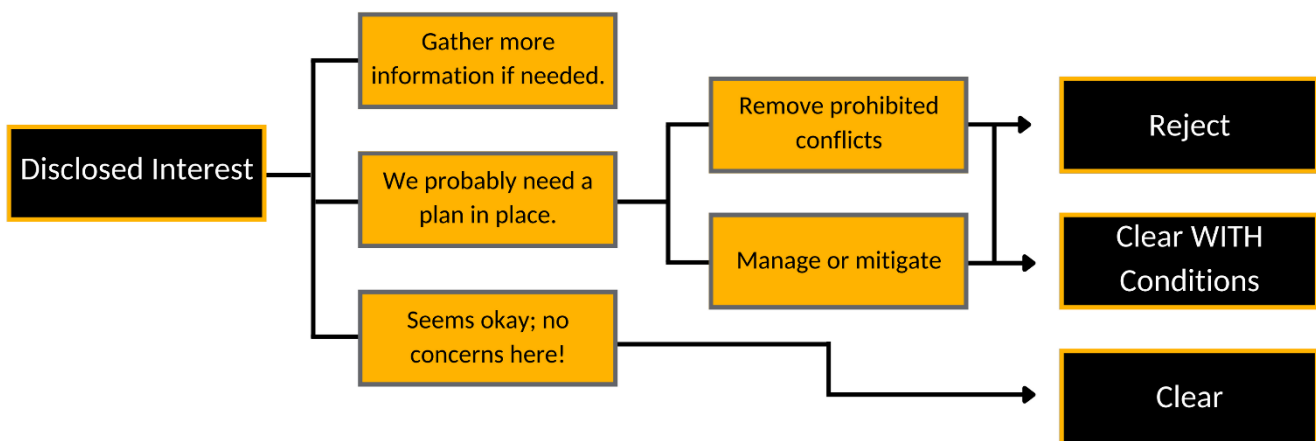 Disclosed Interest
Gather more
information if needed.
We probably need a
plan in place.
Seems okay; no
concerns here!
Remove prohibited
conflicts
Manage or mitigate
Reject
Clear WITH
Conditions
Clear